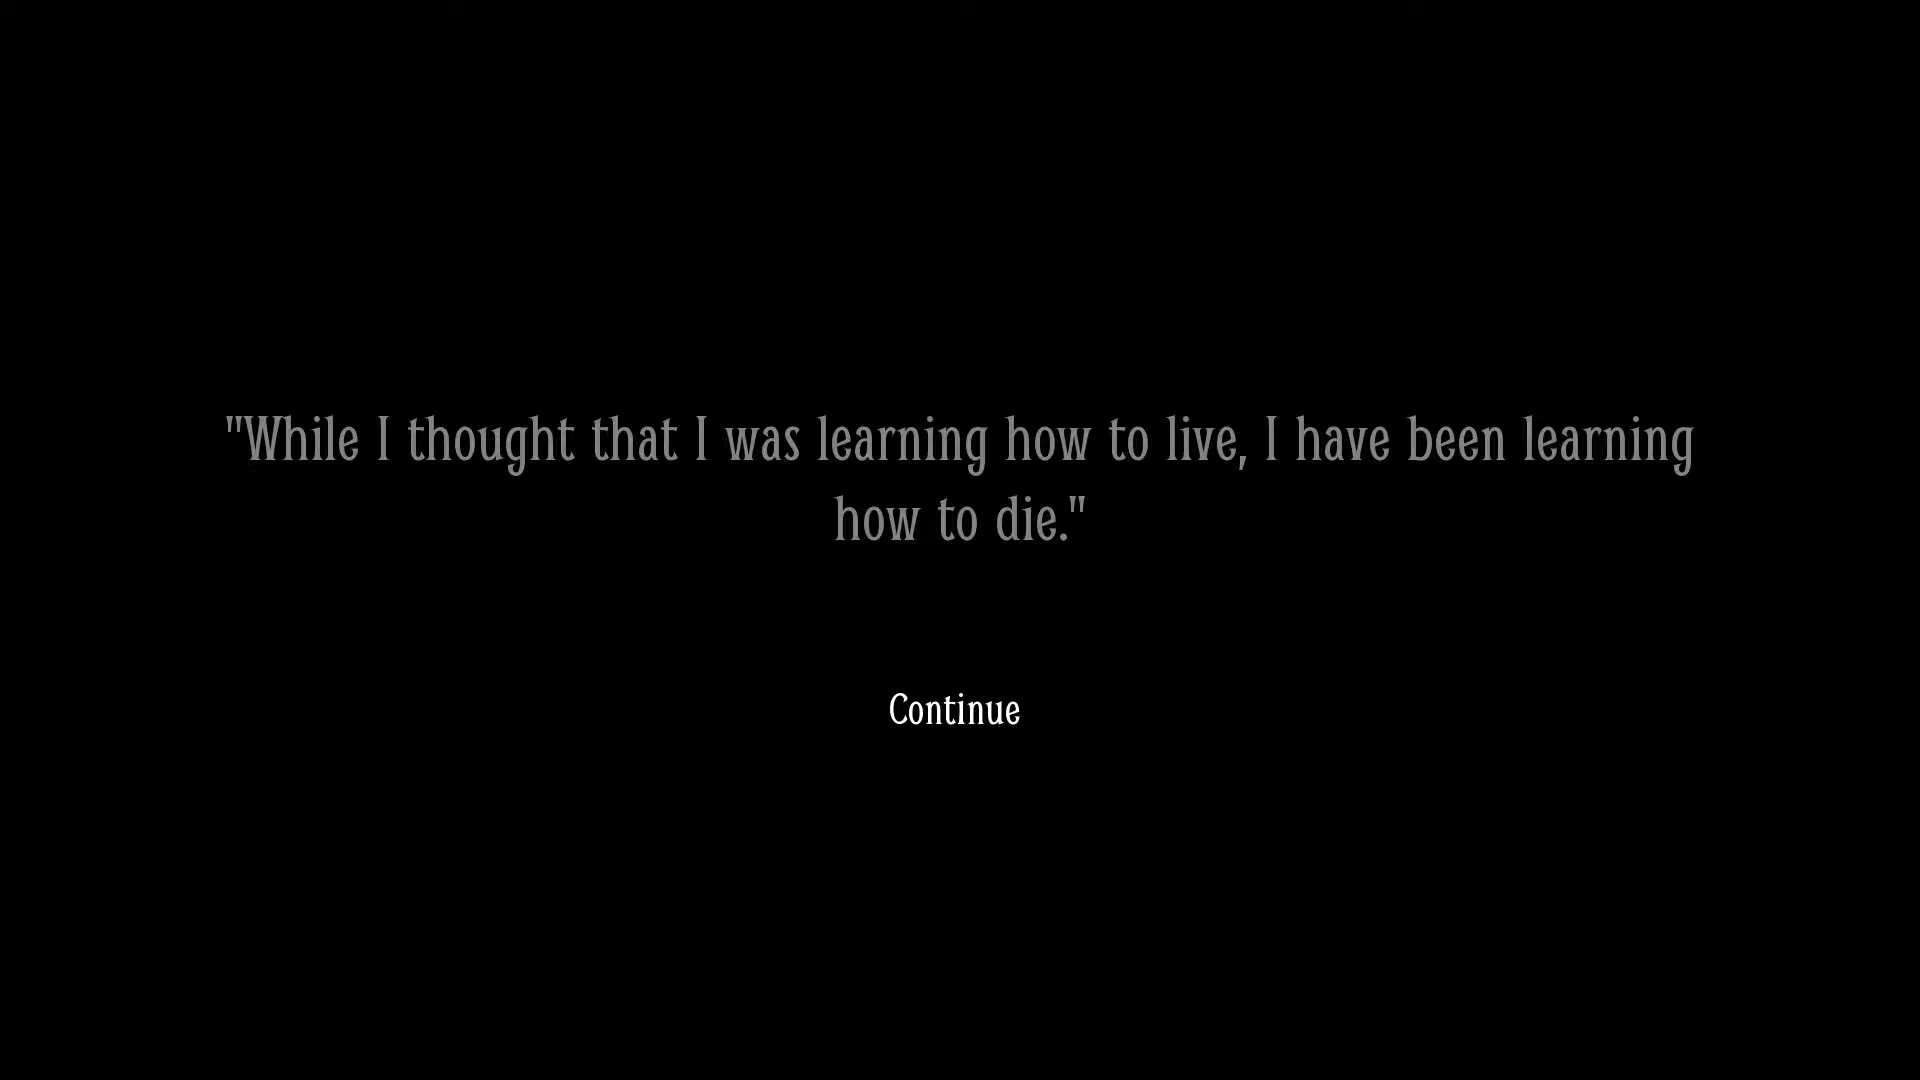 "While I thought that I was learning how to live, I have been learning
how to die."
Continue